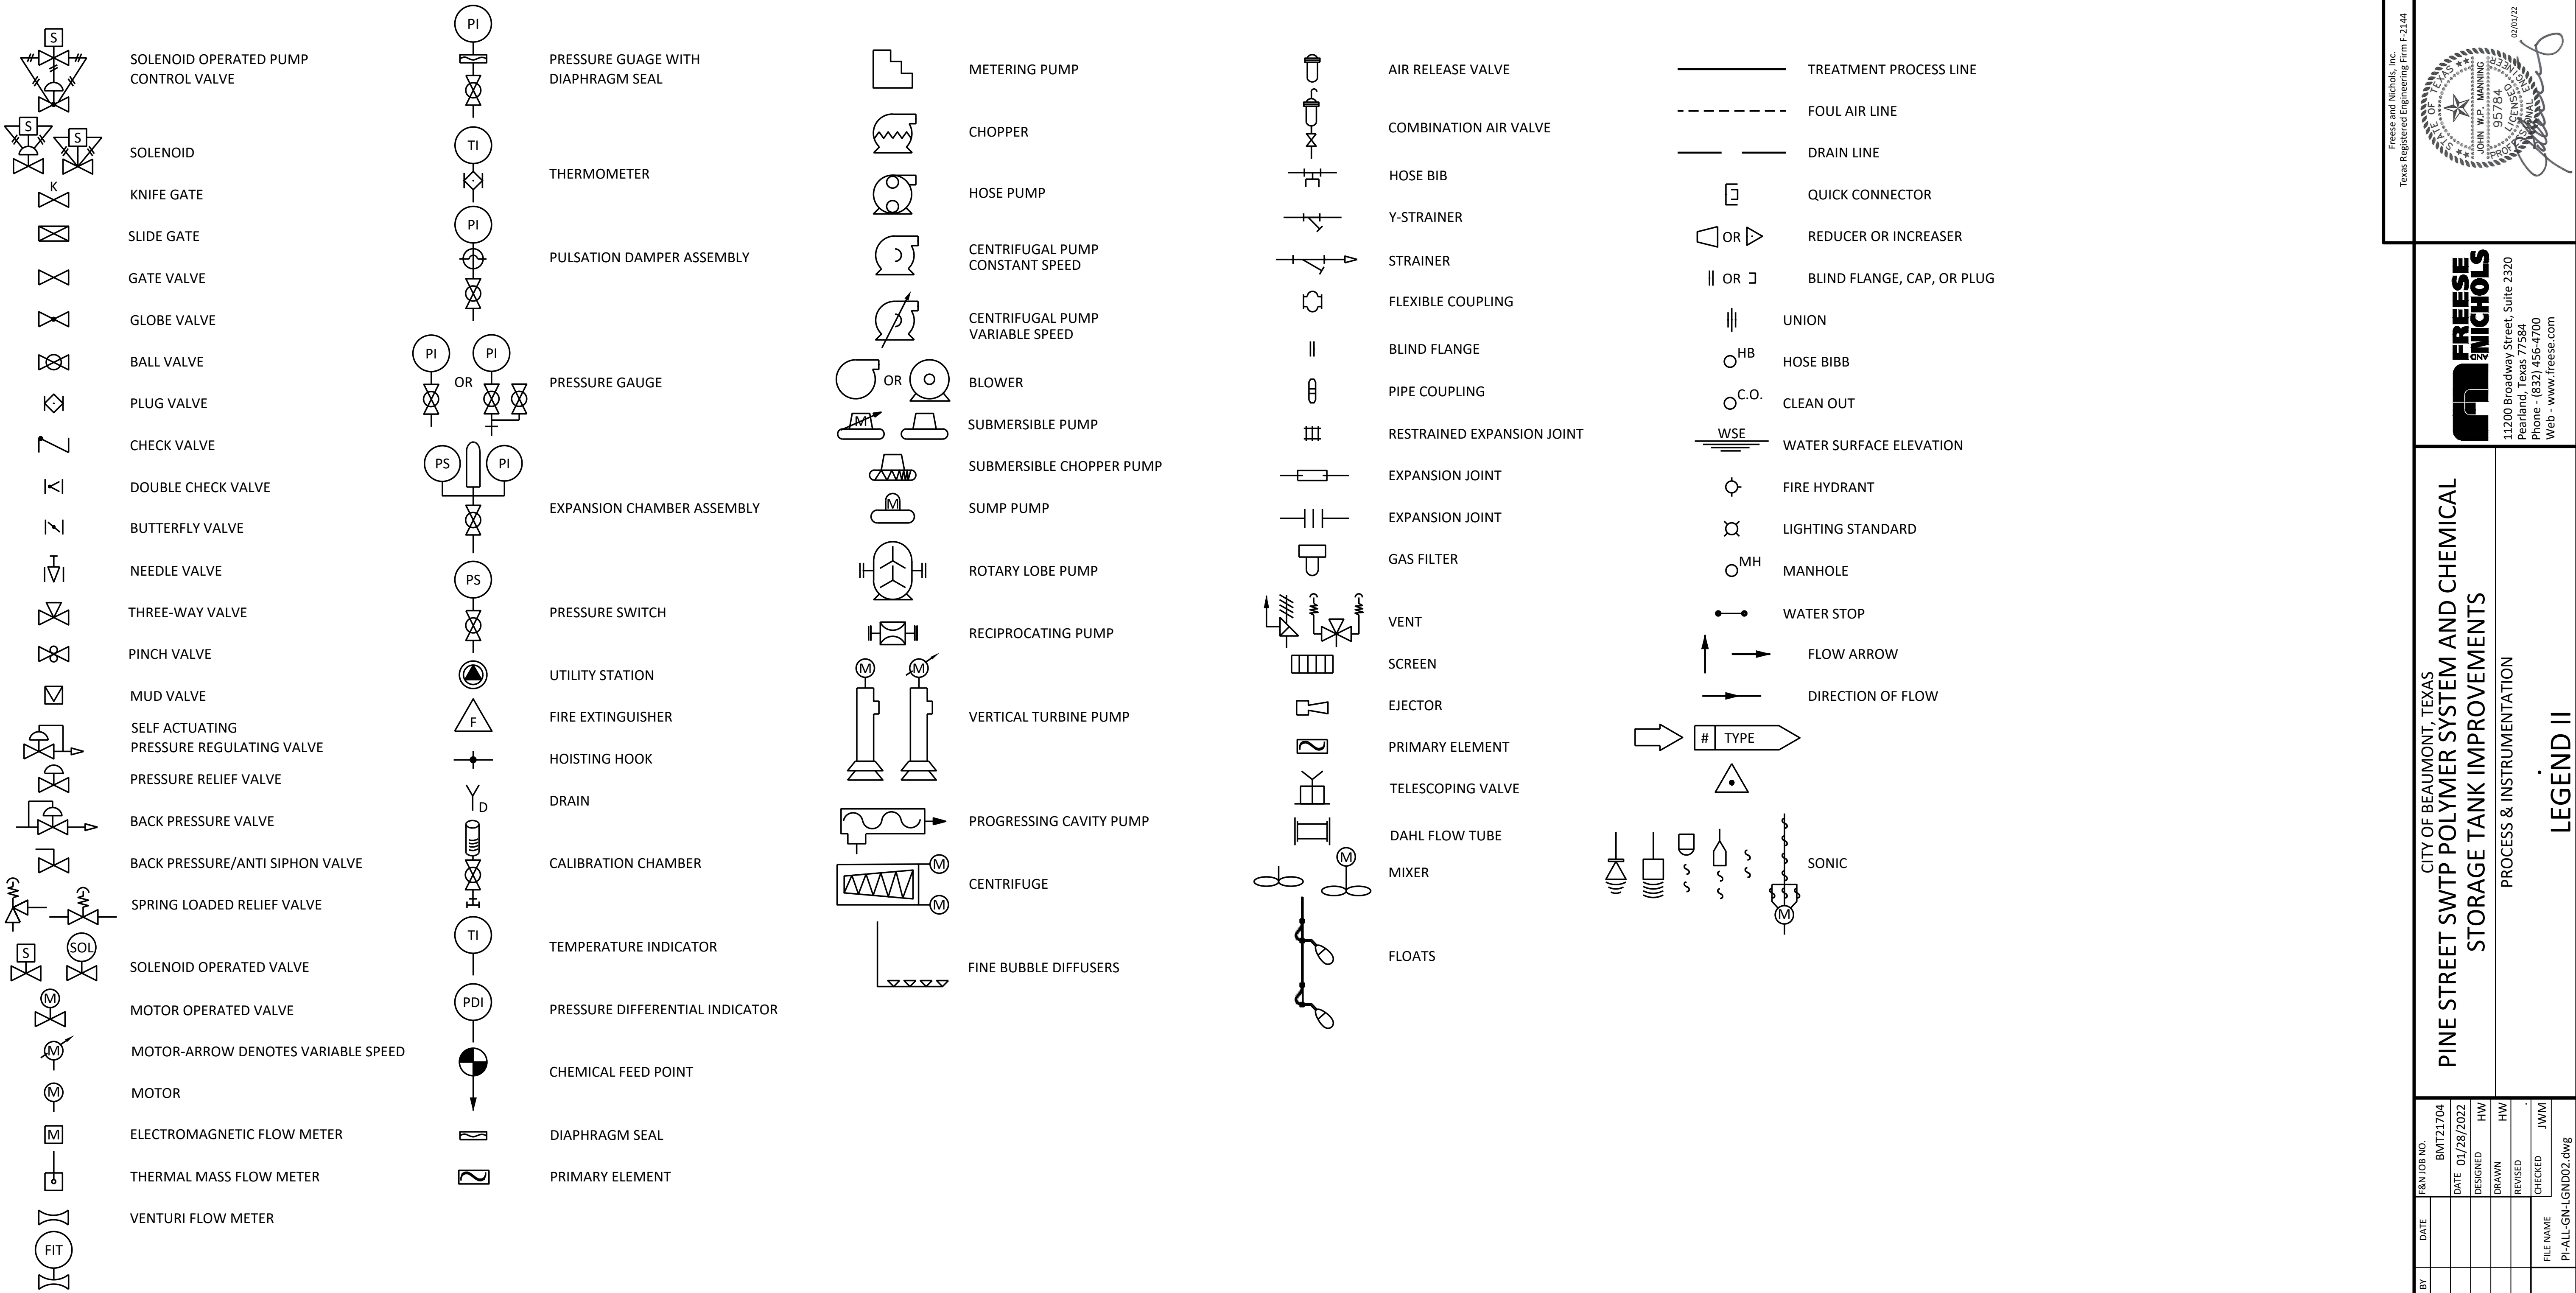 S
SOLENOID OPERATED PUMP
CONTROL VALVE
S
S
SOLENOID
K
KNIFE GATE
SLIDE GATE
GATE VALVE
GLOBE VALVE
BALL VALVE
PLUG VALVE
CHECK VALVE
DOUBLE CHECK VALVE
BUTTERFLY VALVE
NEEDLE VALVE
THREE-WAY VALVE
PINCH VALVE
MUD VALVE
SELF ACTUATING
PRESSURE REGULATING VALVE
PRESSURE RELIEF VALVE
BACK PRESSURE VALVE
BACK PRESSURE/ANTI SIPHON VALVE
SPRING LOADED RELIEF VALVE
S
SOL
SOLENOID OPERATED VALVE
M
MOTOR OPERATED VALVE
M
MOTOR-ARROW DENOTES VARIABLE SPEED
M
MOTOR
M
ELECTROMAGNETIC FLOW METER
THERMAL MASS FLOW METER
VENTURI FLOW METER
FIT
PI
PRESSURE GUAGE WITH
DIAPHRAGM SEAL
TI
THERMOMETER
PI
PULSATION DAMPER ASSEMBLY
PI
OR
PI
PRESSURE GAUGE
PS
PI
EXPANSION CHAMBER ASSEMBLY
PS
PRESSURE SWITCH
UTILITY STATION
F
FIRE EXTINGUISHER
HOISTING HOOK
D
DRAIN
CALIBRATION CHAMBER
TI
TEMPERATURE INDICATOR
PDI
PRESSURE DIFFERENTIAL INDICATOR
CHEMICAL FEED POINT
DIAPHRAGM SEAL
PRIMARY ELEMENT
METERING PUMP
CHOPPER
HOSE PUMP
CENTRIFUGAL PUMP
CONSTANT SPEED
CENTRIFUGAL PUMP
VARIABLE SPEED
OR
BLOWER
M
SUBMERSIBLE PUMP
SUBMERSIBLE CHOPPER PUMP
M
SUMP PUMP
ROTARY LOBE PUMP
RECIPROCATING PUMP
M
M
VERTICAL TURBINE PUMP
PROGRESSING CAVITY PUMP
M
M
CENTRIFUGE
FINE BUBBLE DIFFUSERS
AIR RELEASE VALVE
COMBINATION AIR VALVE
HOSE BIB
Y-STRAINER
STRAINER
FLEXIBLE COUPLING
BLIND FLANGE
PIPE COUPLING
RESTRAINED EXPANSION JOINT
EXPANSION JOINT
EXPANSION JOINT
GAS FILTER
VENT
SCREEN
EJECTOR
PRIMARY ELEMENT
TELESCOPING VALVE
DAHL FLOW TUBE
M
MIXER
FLOATS
TREATMENT PROCESS LINE
FOUL AIR LINE
DRAIN LINE
QUICK CONNECTOR
OR
REDUCER OR INCREASER
OR
BLIND FLANGE, CAP, OR PLUG
UNION
HB
HOSE BIBB
C.O.
CLEAN OUT
WSE
WATER SURFACE ELEVATION
FIRE HYDRANT
LIGHTING STANDARD
MH
MANHOLE
WATER STOP
FLOW ARROW
DIRECTION OF FLOW
# TYPE
SONIC
M
Freese and Nichols, Inc.
Texas Registered Engineering Firm F-2144
STATE OF TEXAS
JOHN W.P. MANNING
95784
LICENSED
PROFESSIONAL ENGINEER
02/01/22
FREESE
AND NICHOLS
11200 Broadway Street, Suite 2320
Pearland, Texas 77584
Phone - (832) 456-4700
Web - www.freese.com
CITY OF BEAUMONT, TEXAS
PINE STREET SWTP POLYMER SYSTEM AND CHEMICAL
STORAGE TANK IMPROVEMENTS
PROCESS & INSTRUMENTATION
LEGEND II
F&N JOB NO.
BMT21704
DATE 01/28/2022
DESIGNED HW
DRAWN HW
REVISED .
CHECKED JWM
FILE NAME
PI-ALL-GN-LGND02.dwg
BY DATE